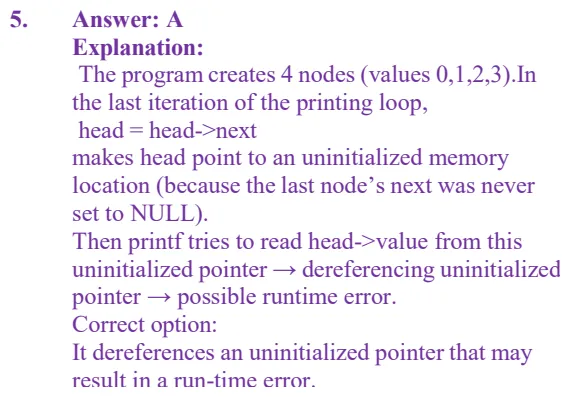 5. Answer: A
Explanation:
The program creates 4 nodes (values 0,1,2,3).In
the last iteration of the printing loop,
head = head->next
makes head point to an uninitialized memory
location (because the last node’s next was never
set to NULL).
Then printf tries to read head->value from this
uninitialized pointer → dereferencing uninitialized
pointer → possible runtime error.
Correct option:
It dereferences an uninitialized pointer that may
result in a run-time error.